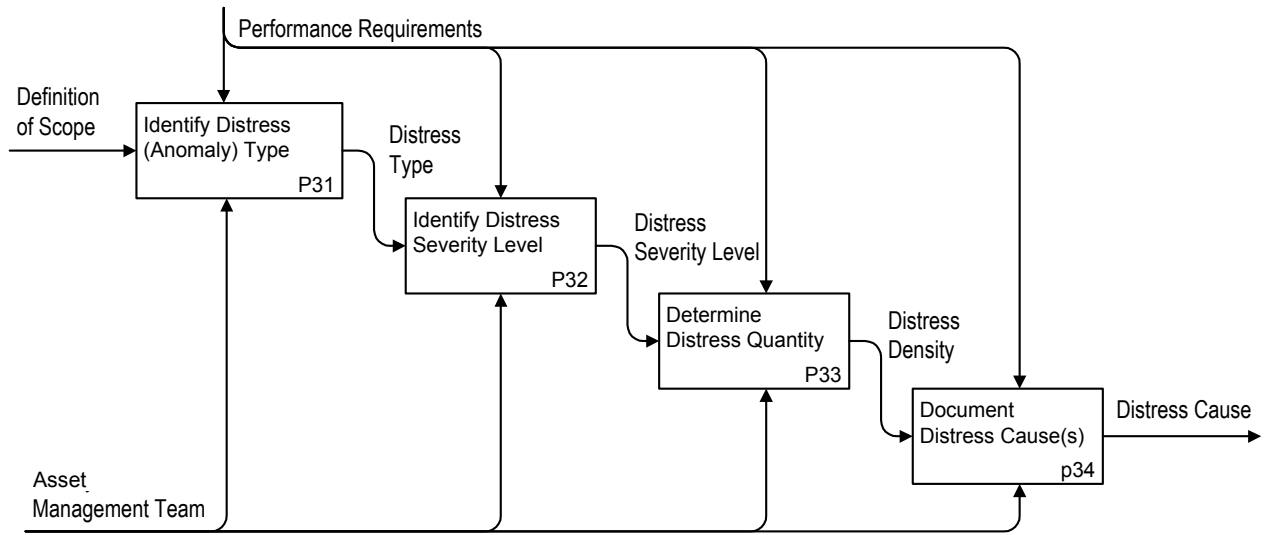 Performance Requirements
Definition
of Scope
Identify Distress
(Anomaly) Type
P31
Distress
Type
Identify Distress
Severity Level
P32
Distress
Severity Level
Determine
Distress Quantity
P33
Distress
Density
Document
Distress Cause(s)
p34
Distress Cause
Asset
Management Team